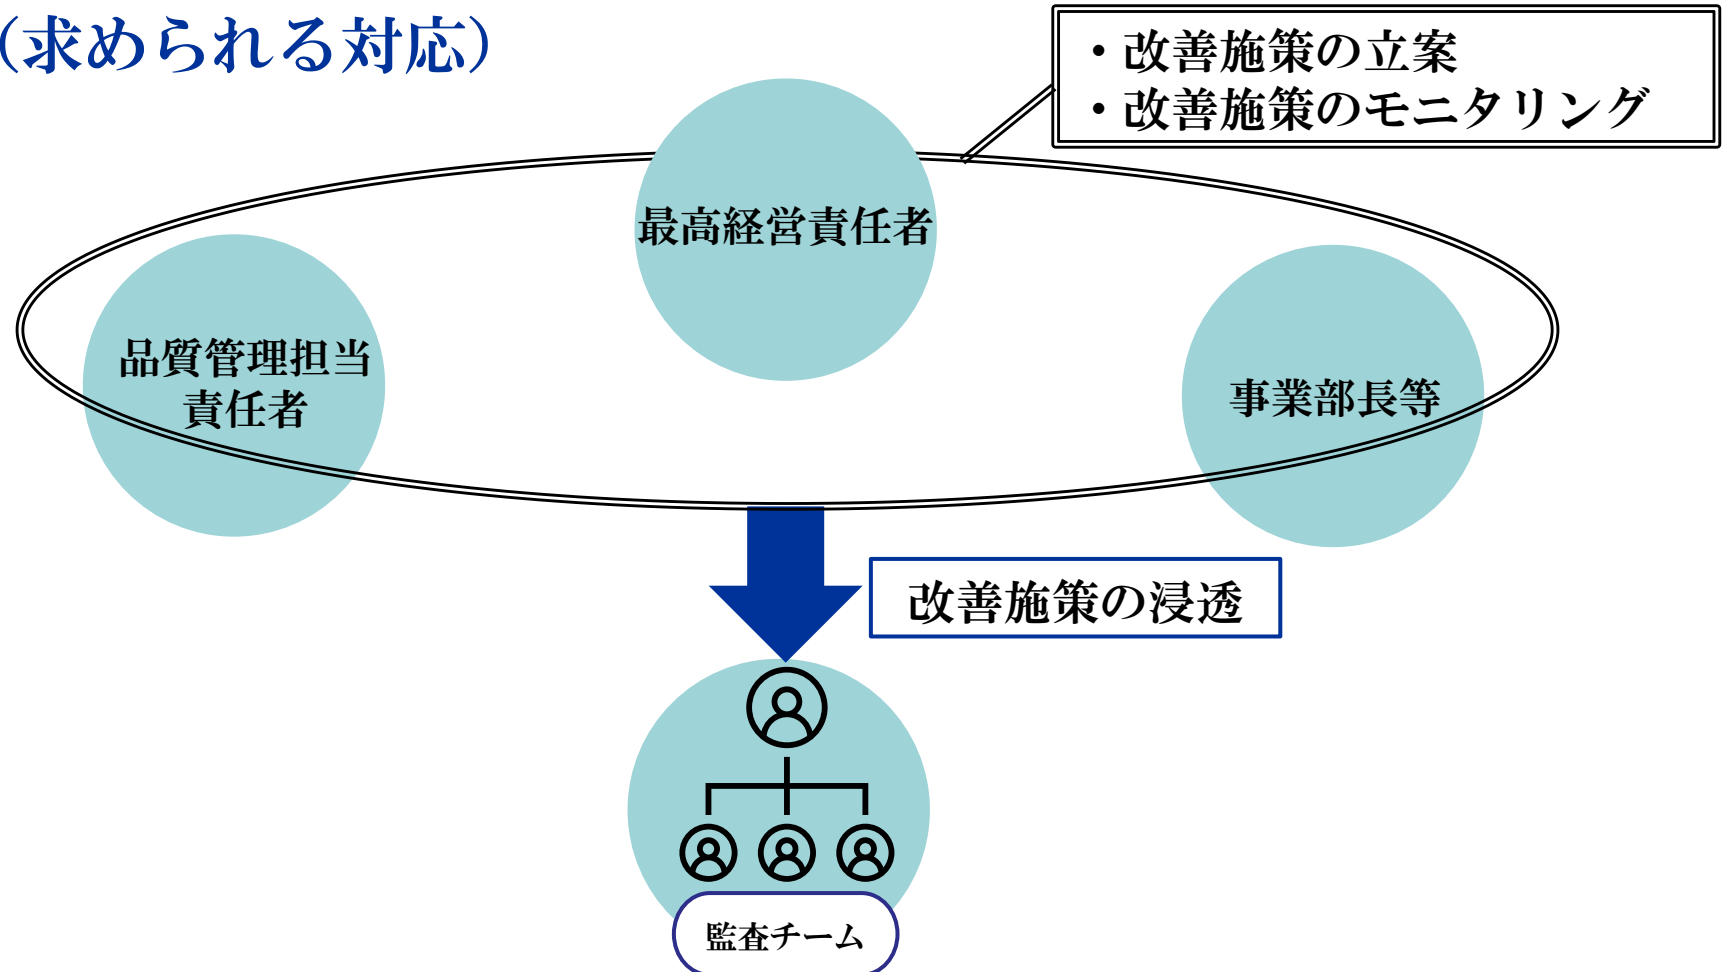 （求められる対応）
・改善施策の立案
・改善施策のモニタリング
最高経営責任者
品質管理担当
責任者
事業部長等
改善施策の浸透
監査チーム